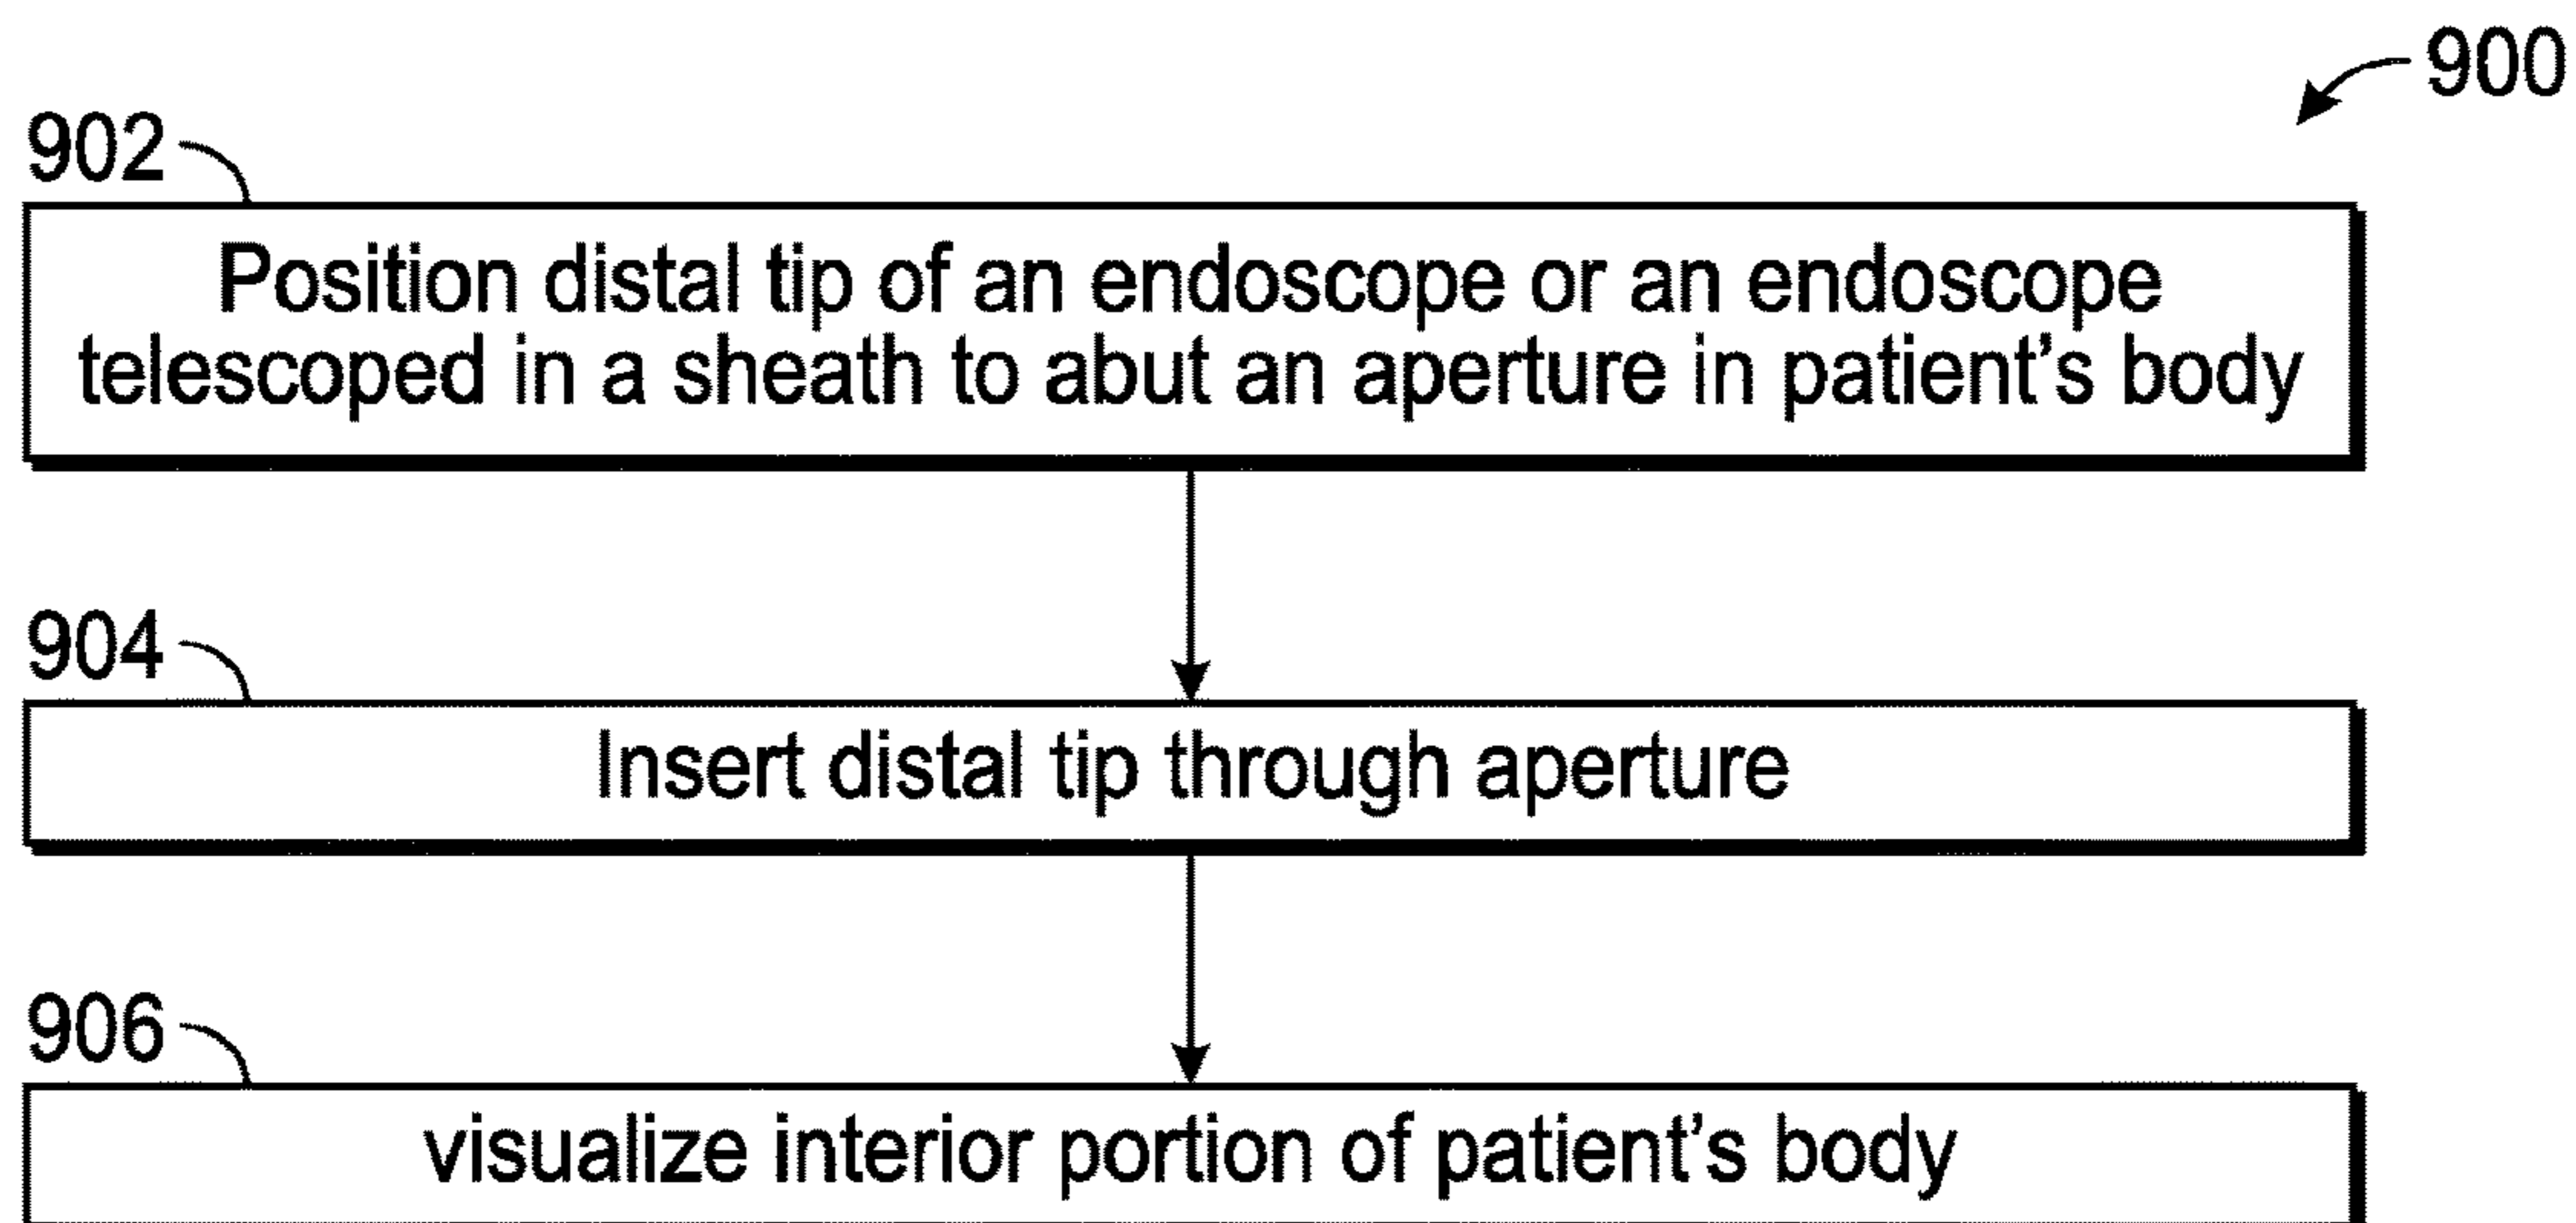 900
902
Position distal tip of an endoscope or an endoscope
telescoped in a sheath to abut an aperture in patient's body
904
Insert distal tip through aperture
906
visualize interior portion of patient's body